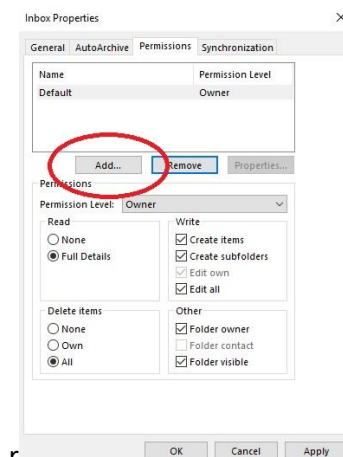 Inbox Properties
General AutoArchive Permissions Synchronization
Name Permission Level
Default Owner
Add... Remove Properties...
Permissions
Permission Level: Owner
Read Write
None Create items
Full Details Create subfolders
Edit own
Edit all
Delete items Other
None Folder owner
Own Folder contact
All Folder visible
OK Cancel Apply